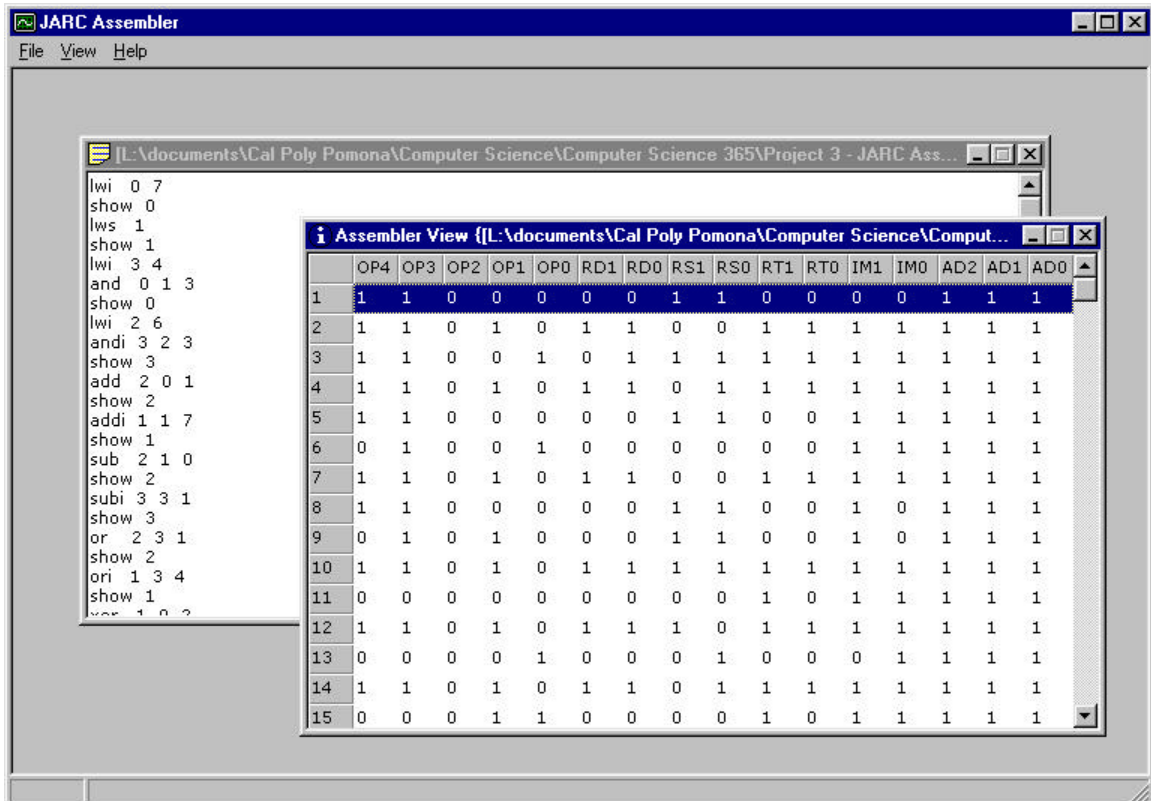 JARC Assembler
File View Help
[L:\documents\Cal Poly Pomona\Computer Science\Computer Science 365\Project 3 - JARC Ass...
lwi 0 7
show 0
lws 1
show 1
lwi 3 4
and 0 1 3
show 0
lwi 2 6
andi 3 2 3
show 3
add 2 0 1
show 2
addi 1 1 7
show 1
sub 2 1 0
show 2
subi 3 3 1
show 3
or 2 3 1
show 2
ori 1 3 4
show 1
Assembler View {[L:\documents\Cal Poly Pomona\Computer Science\Comput...
OP4 OP3 OP2 OP1 OP0 RD1 RD0 RS1 RS0 RT1 RT0 IM1 IM0 AD2 AD1 AD0
1 1 1 0 0 0 0 0 1 1 0 0 0 0 1 1 1
2 1 1 0 1 0 1 1 0 0 1 1 1 1 1 1 1
3 1 1 0 0 1 0 1 1 1 1 1 1 1 1 1 1
4 1 1 0 1 0 1 1 0 1 1 1 1 1 1 1 1
5 1 1 0 0 0 0 0 1 1 0 0 1 1 1 1 1
6 0 1 0 0 1 0 0 0 0 0 0 1 1 1 1 1
7 1 1 0 1 0 1 1 0 0 1 1 1 1 1 1 1
8 1 1 0 0 0 0 0 1 1 0 0 1 0 1 1 1
9 0 1 0 1 0 0 0 1 1 0 0 1 0 1 1 1
10 1 1 0 1 0 1 1 1 1 1 1 1 1 1 1 1
11 0 0 0 0 0 0 0 0 0 1 0 1 1 1 1 1
12 1 1 0 1 0 1 1 1 0 1 1 1 1 1 1 1
13 0 0 0 0 1 0 0 0 1 0 0 0 1 1 1 1
14 1 1 0 1 0 1 1 0 1 1 1 1 1 1 1 1
15 0 0 0 1 1 0 0 0 0 1 0 1 1 1 1 1